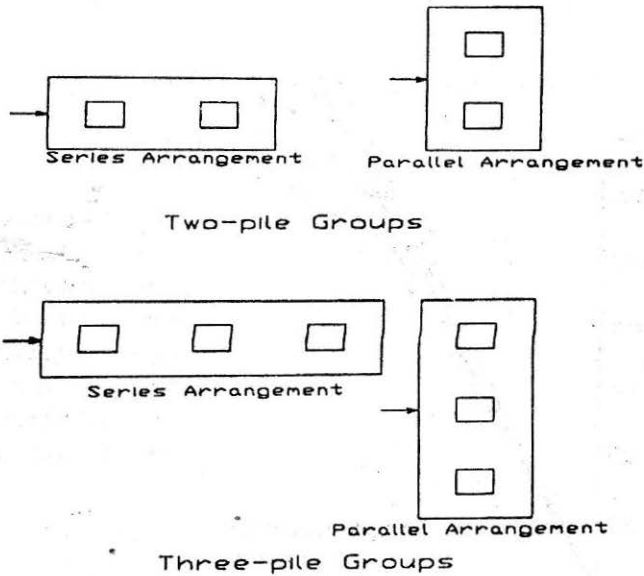 Series Arrangement
Parallel Arrangement
Two-pile Groups
Series Arrangement
Parallel Arrangement
Three-pile Groups